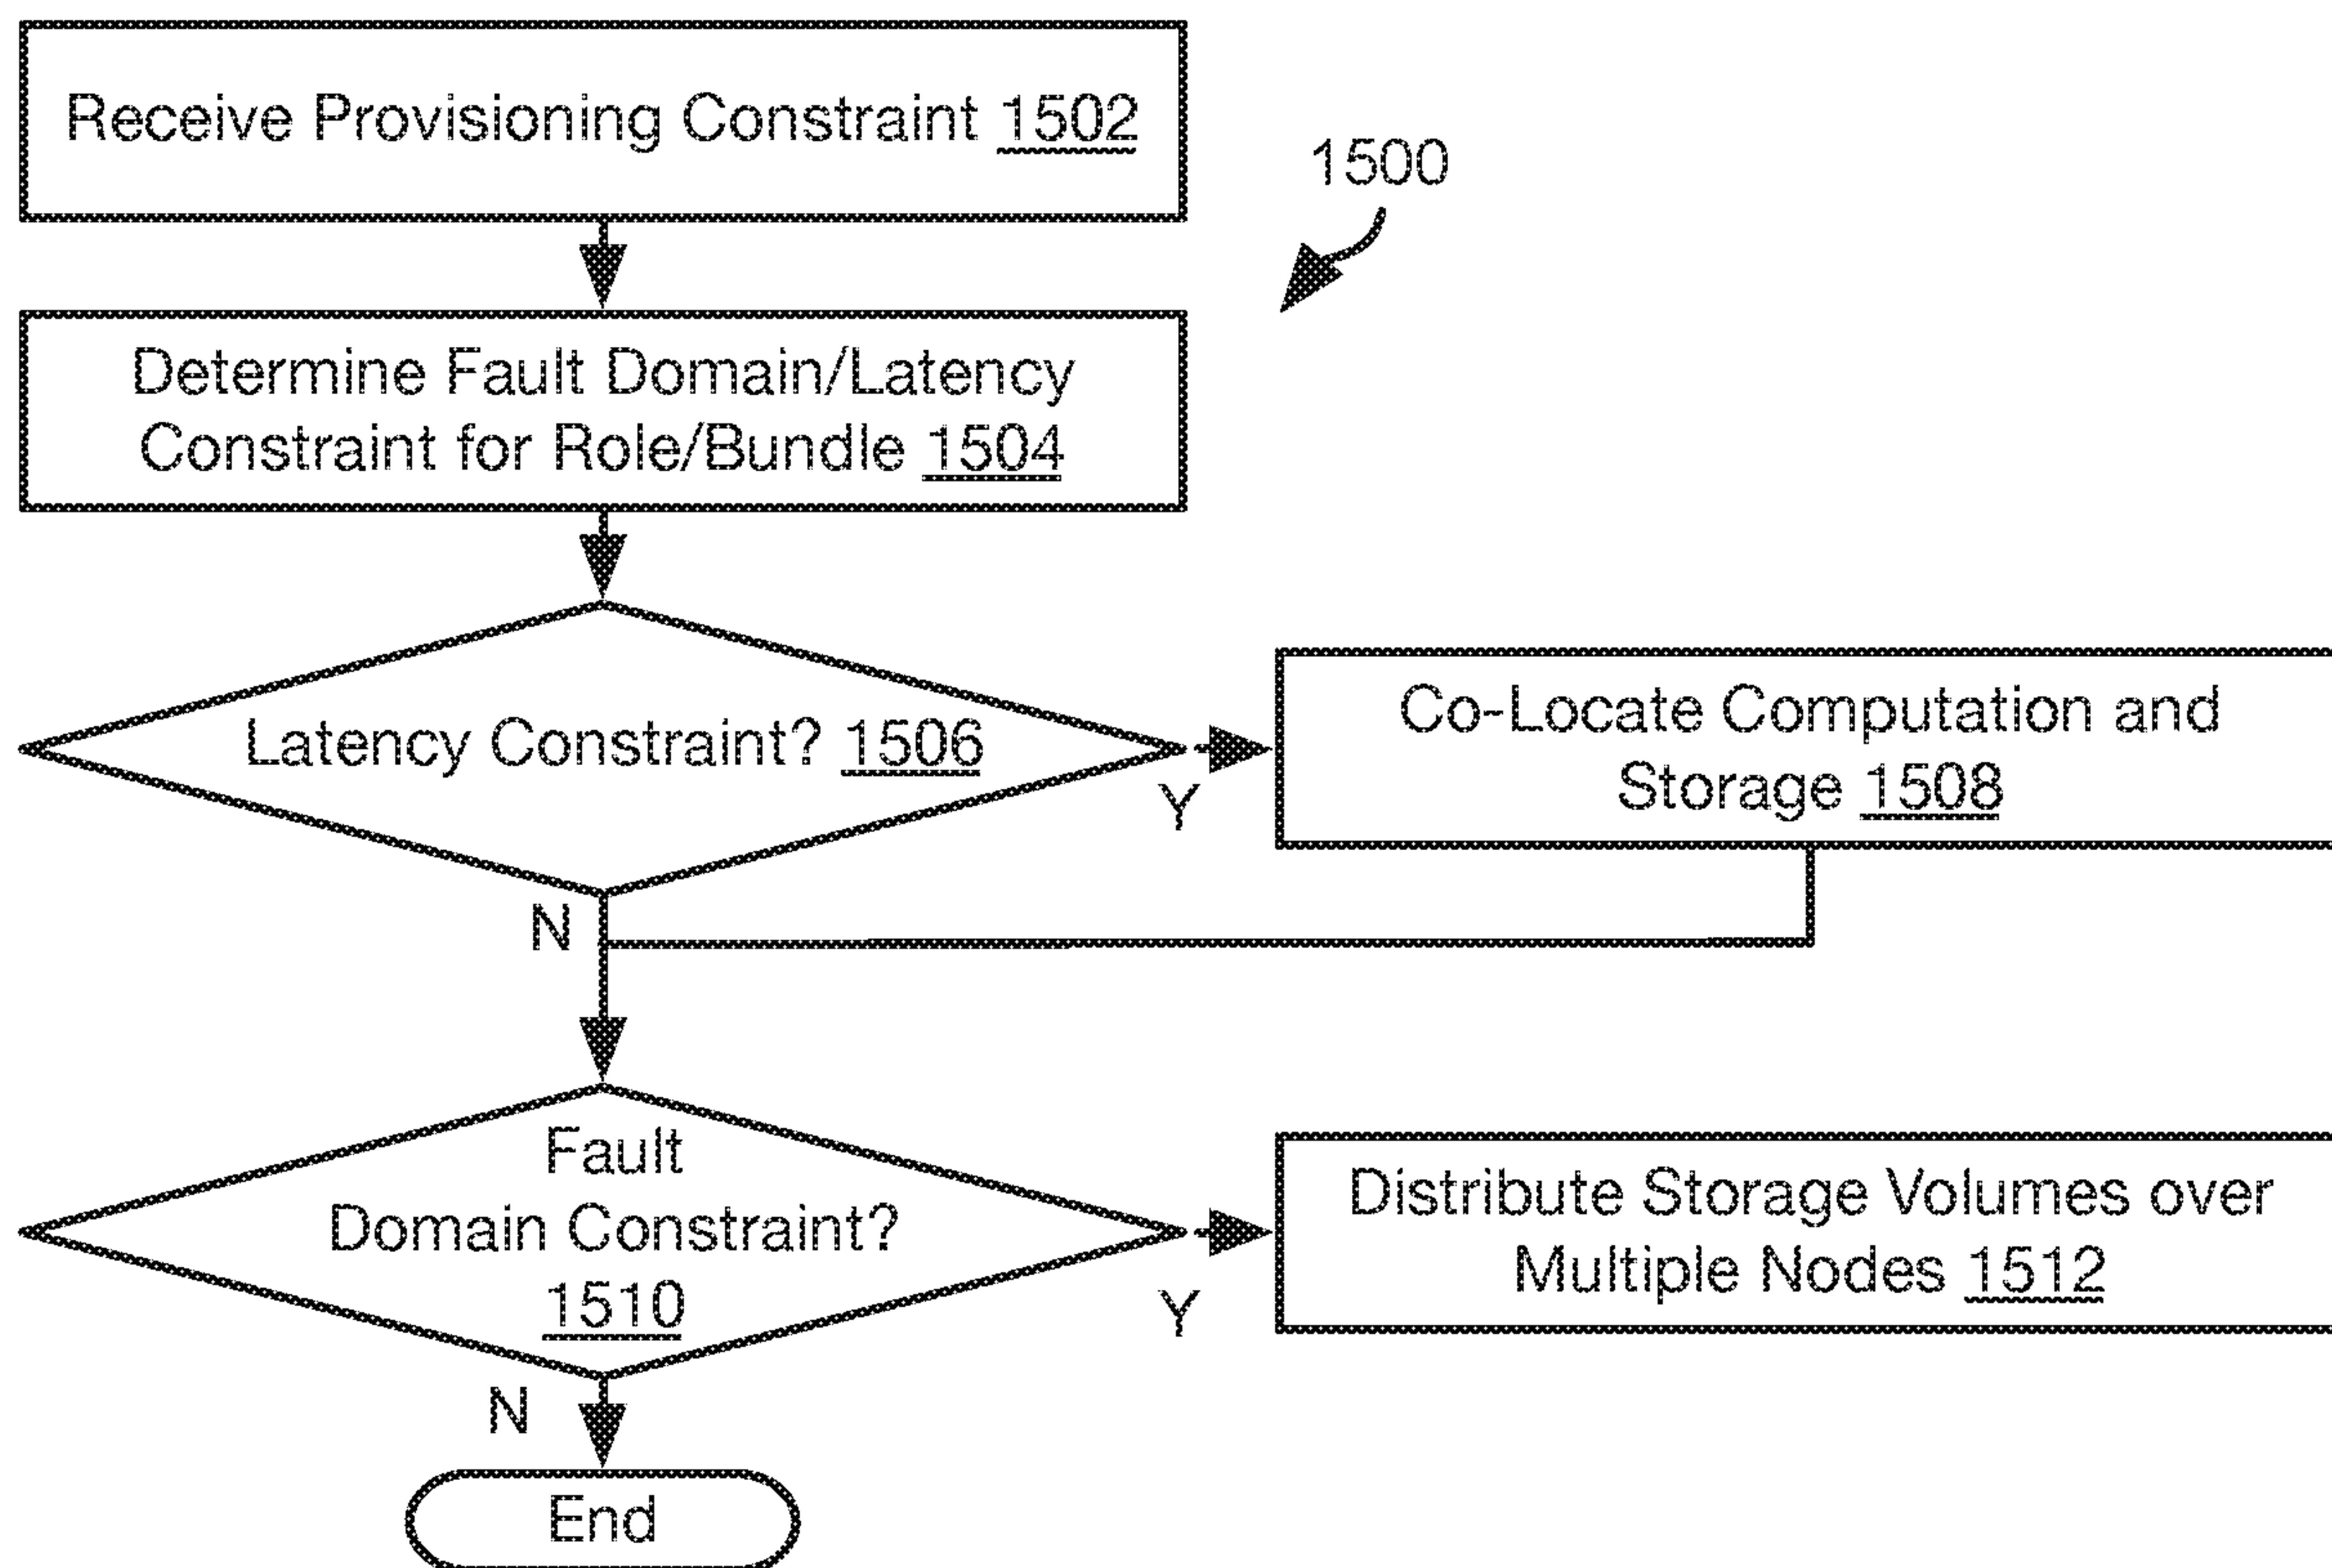 Receive Provisioning Constraint 1502
1500
Determine Fault Domain/Latency
Constraint for Role/Bundle 1504
Latency Constraint? 1506
Y
Co-Locate Computation and
Storage 1508
N
Fault
Domain Constraint?
1510
Y
Distribute Storage Volumes over
Multiple Nodes 1512
N
End